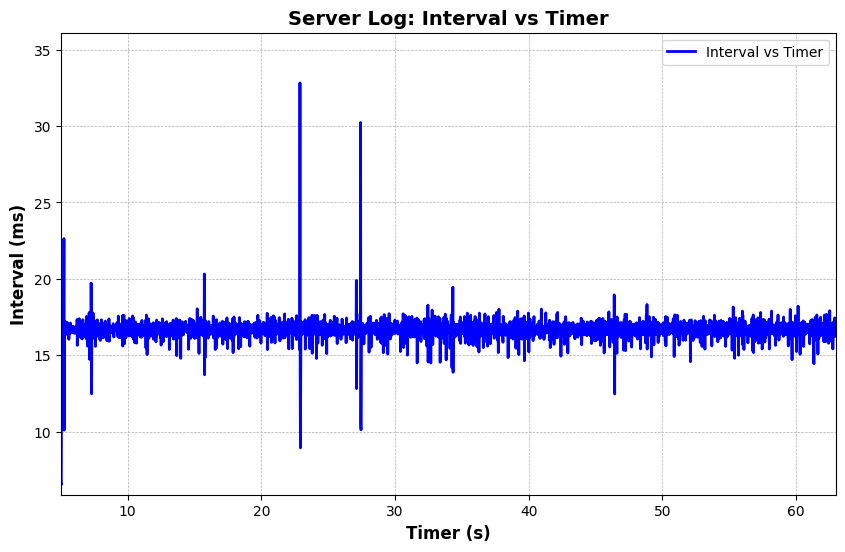 Server Log: Interval vs Timer
Interval vs Timer
35
30
25
20
15
10
Interval (ms)
10 20 30 40 50 60
Timer (s)